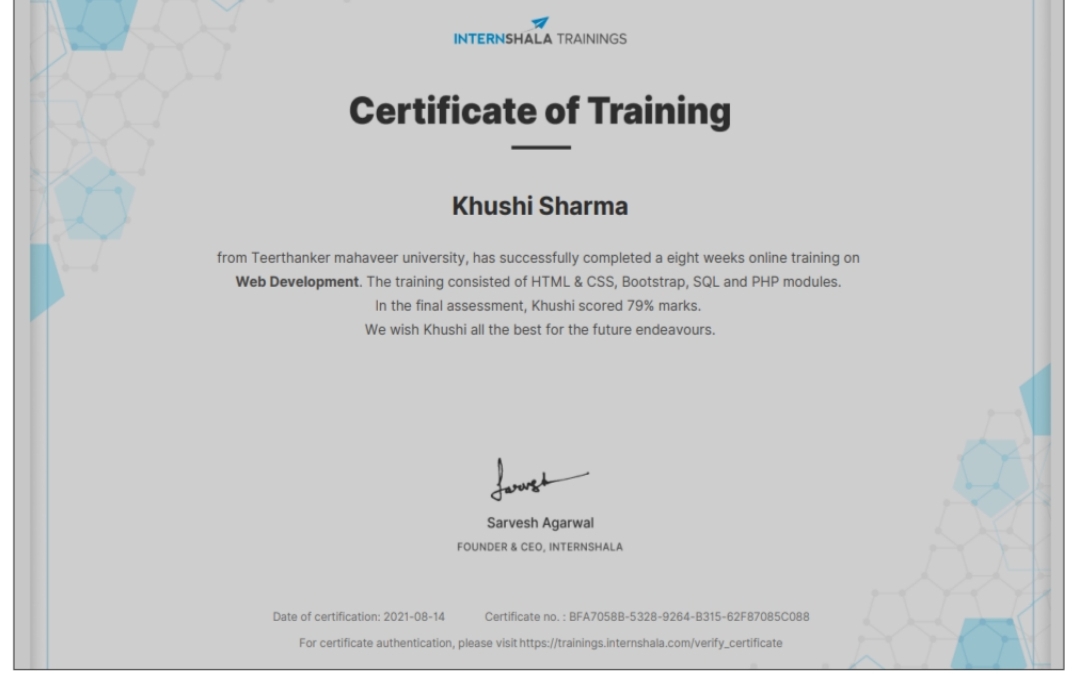 INTERNSHALA TRAININGS
Certificate of Training
Khushi Sharma
from Teerthanker mahaveer university, has successfully completed a eight weeks online training on
Web Development. The training consisted of HTML & CSS, Bootstrap, SQL and PHP modules.
In the final assessment, Khushi scored 79% marks.
We wish Khushi all the best for the future endeavours.
Sarvesh
Sarvesh Agarwal
FOUNDER & CEO, INTERNSHALA
Date of certification: 2021-08-14 Certificate no. : BFA7058B-5328-9264-B315-62F87085C088
For certificate authentication, please visit https://trainings.internshala.com/verify_certificate